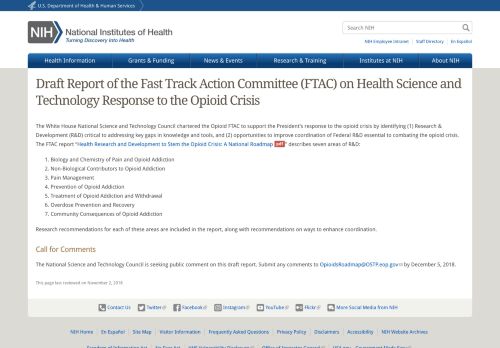 U.S. Department of Health & Human Services
NIH National Institutes of Health
Turning Discovery Into Health
Search NIH
NIH Employee Intranet | Staff Directory | En Español
Health Information Grants & Funding News & Events Research & Training Institutes at NIH About NIH
Draft Report of the Fast Track Action Committee (FTAC) on Health Science and
Technology Response to the Opioid Crisis
The White House National Science and Technology Council chartered the Opioid FTAC to support the President's response to the opioid crisis by identifying (1) Research &
Development (R&D) critical to addressing key gaps in knowledge and tools, and (2) opportunities to improve coordination of Federal R&D essential to combating the opioid crisis.
The FTAC report "Health Research and Development to Stem the Opioid Crisis: A National Roadmap pdf" describes seven areas of R&D:
1. Biology and Chemistry of Pain and Opioid Addiction
2. Non-Biological Contributors to Opioid Addiction
3. Pain Management
4. Prevention of Opioid Addiction
5. Treatment of Opioid Addiction and Withdrawal
6. Overdose Prevention and Recovery
7. Community Consequences of Opioid Addiction
Research recommendations for each of these areas are included in the report, along with recommendations on ways to enhance coordination.
Call for Comments
The National Science and Technology Council is seeking public comment on this draft report. Submit any comments to OpioidsRoadmap@OSTP.eop.gov by December 5, 2018.
This page last reviewed on November 2, 2018
Contact Us Twitter Facebook Instagram YouTube Flickr More Social Media from NIH
NIH Home En Español Site Map Visitor Information Frequently Asked Questions Privacy Policy Disclaimers Accessibility NIH Website Archives